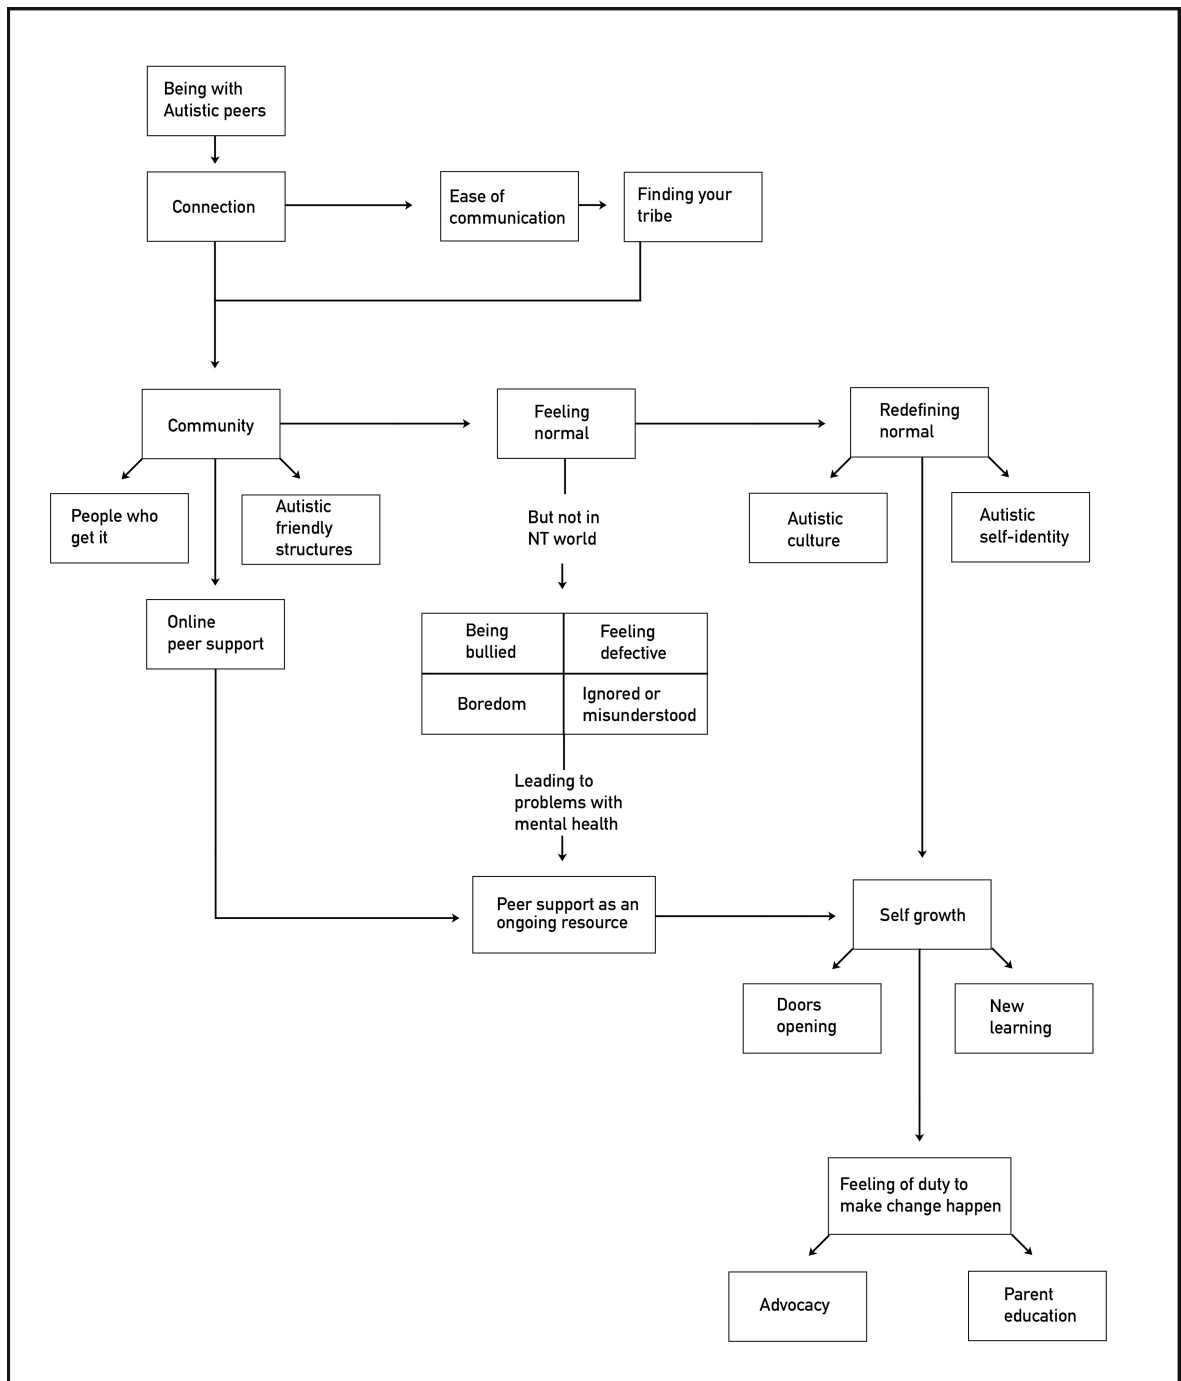 Being with
Autistic peers
Connection
Ease of
communication
Finding your
tribe
Community
Feeling
normal
Redefining
normal
People who
get it
Autistic
friendly
structures
But not in
NT world
Autistic
culture
Autistic
self-identity
Online
peer support
Being
bullied
Feeling
defective
Boredom
Ignored or
misunderstood
Leading to
problems with
mental health
Peer support as an
ongoing resource
Self growth
Doors
opening
New
learning
Feeling of duty to
make change happen
Advocacy
Parent
education